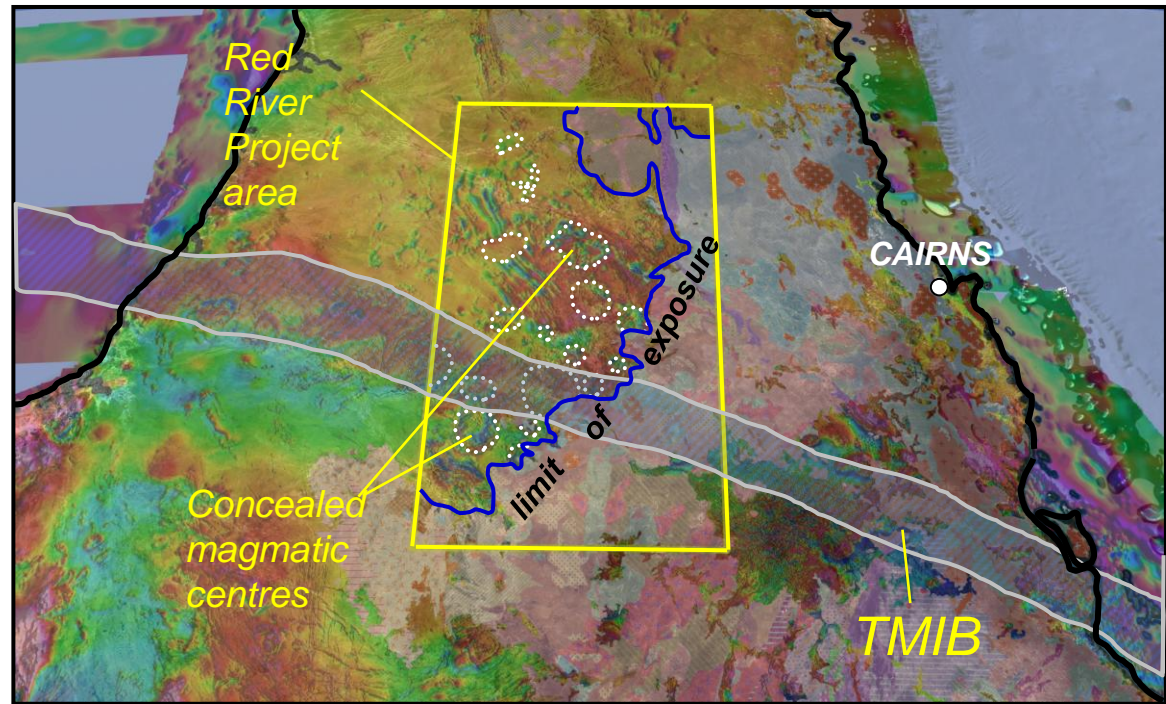 Red
River
Project
area
CAIRNS
limit of exposure
Concealed
magmatic
centres
TMIB